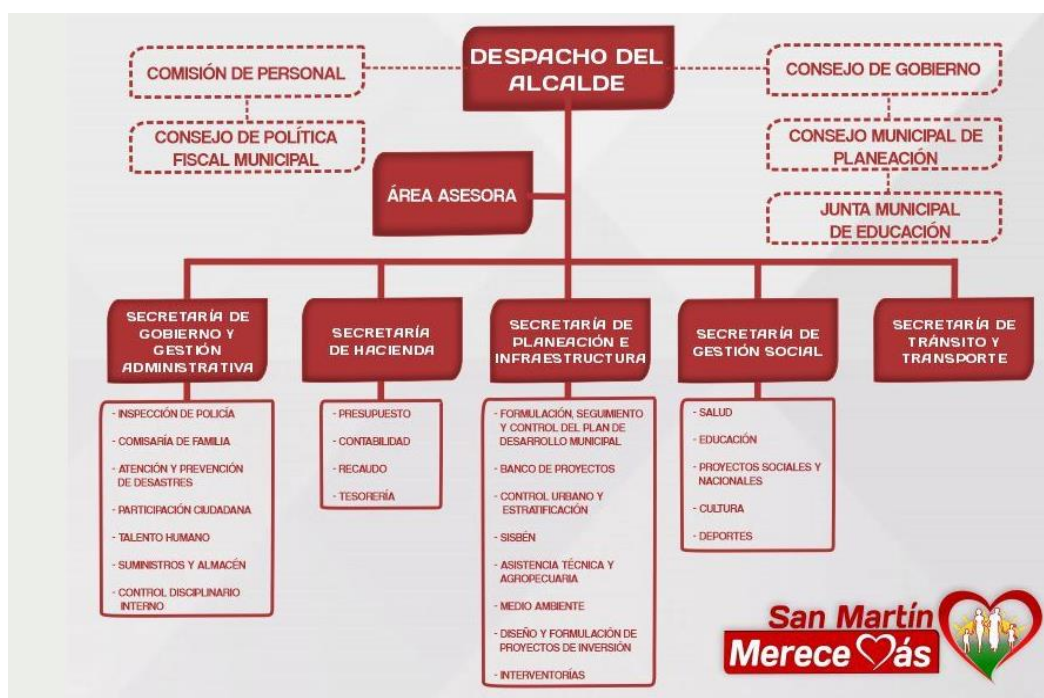 DESPACHO DEL
ALCALDE
COMISIÓN DE PERSONAL
CONSEJO DE POLÍTICA
FISCAL MUNICIPAL
CONSEJO DE GOBIERNO
CONSEJO MUNICIPAL DE
PLANEACIÓN
JUNTA MUNICIPAL
DE EDUCACIÓN
ÁREA ASESORA
SECRETARÍA DE
GOBIERNO Y
GESTIÓN
ADMINISTRATIVA
- INSPECCIÓN DE POLICÍA
- COMISARÍA DE FAMILIA
- ATENCIÓN Y PREVENCIÓN
DE DESASTRES
- PARTICIPACIÓN CIUDADANA
- TALENTO HUMANO
- SUMINISTROS Y ALMACÉN
- CONTROL DISCIPLINARIO
INTERNO
SECRETARÍA
DE HACIENDA
- PRESUPUESTO
- CONTABILIDAD
- RECAUDO
- TESORERÍA
SECRETARÍA DE
PLANEACIÓN E
INFRAESTRUCTURA
- FORMULACIÓN, SEGUIMIENTO
Y CONTROL DEL PLAN DE
DESARROLLO MUNICIPAL
- BANCO DE PROYECTOS
- CONTROL URBANO Y
ESTRATIFICACIÓN
- SISBÉN
- ASISTENCIA TÉCNICA Y
AGROPECUARIA
- MEDIO AMBIENTE
- DISEÑO Y FORMULACIÓN DE
PROYECTOS DE INVERSIÓN
- INTERVENTORÍAS
SECRETARÍA DE
GESTIÓN SOCIAL
- SALUD
- EDUCACIÓN
- PROYECTOS SOCIALES Y
NACIONALES
- CULTURA
- DEPORTES
SECRETARÍA DE
TRÁNSITO Y
TRANSPORTE
San Martín
Merece Más